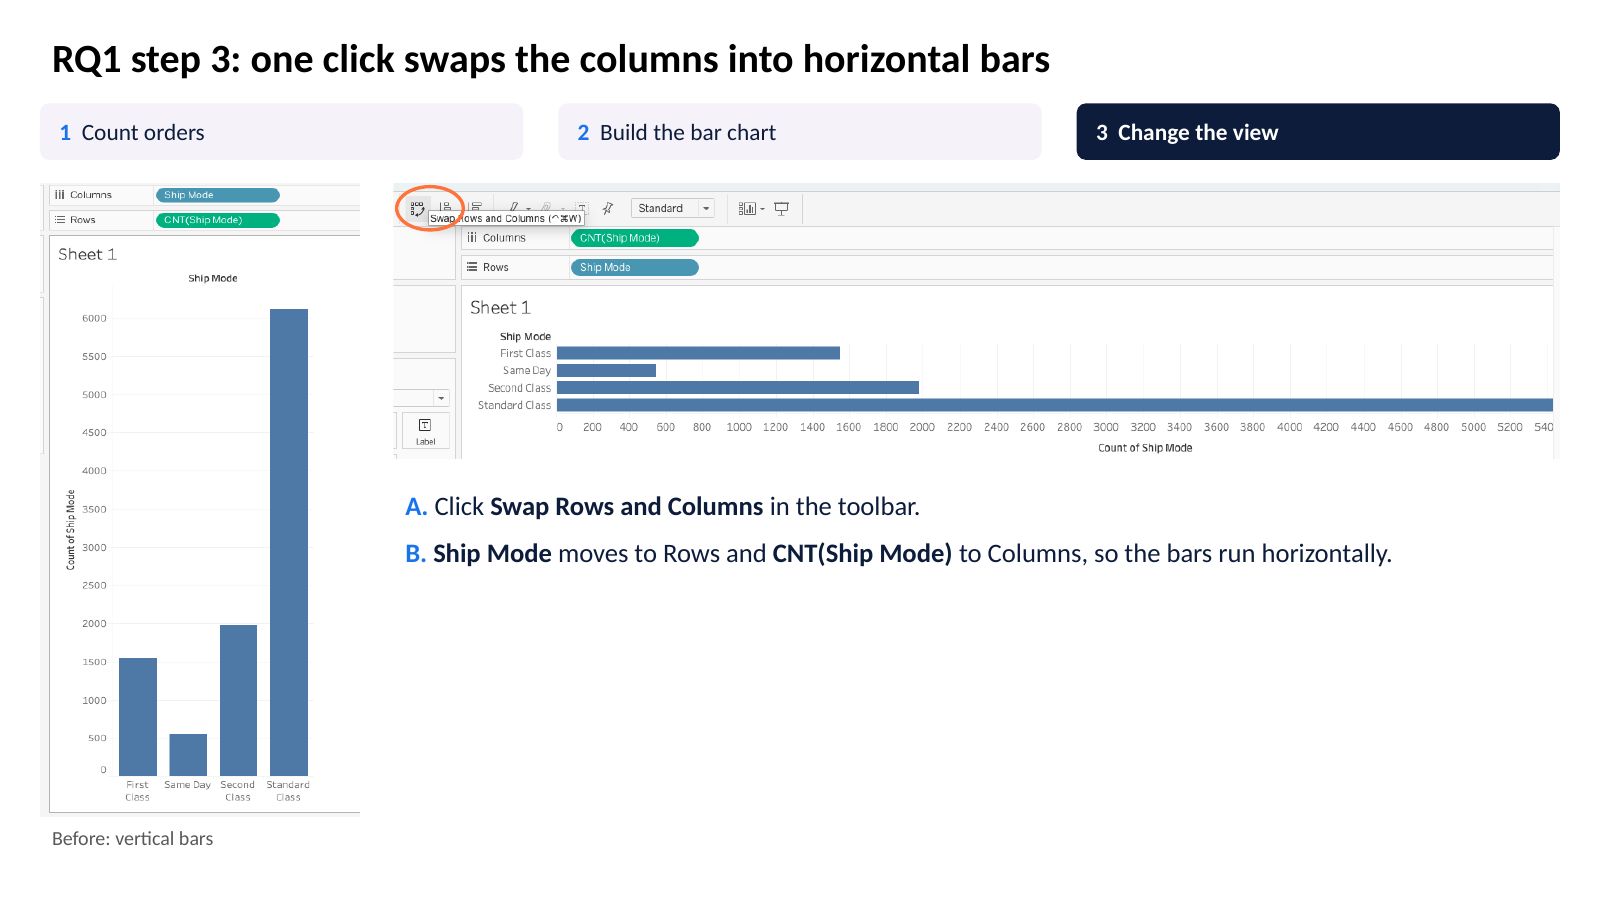 RQ1 step 3: one click swaps the columns into horizontal bars
1 Count orders
2 Build the bar chart
3 Change the view
Columns
Ship Mode
Rows
CNT(Ship Mode)
Sheet 1
Ship Mode
6000
5500
5000
4500
4000
3500
3000
2500
2000
1500
1000
500
0
Count of Ship Mode
First Class
Same Day
Second Class
Standard Class
Before: vertical bars
Standard
Swap Rows and Columns (^⌘W)
Columns
CNT(Ship Mode)
Rows
Ship Mode
Sheet 1
Ship Mode
First Class
Same Day
Second Class
Standard Class
Label
0 200 400 600 800 1000 1200 1400 1600 1800 2000 2200 2400 2600 2800 3000 3200 3400 3600 3800 4000 4200 4400 4600 4800 5000 5200 540
Count of Ship Mode
A. Click Swap Rows and Columns in the toolbar.
B. Ship Mode moves to Rows and CNT(Ship Mode) to Columns, so the bars run horizontally.